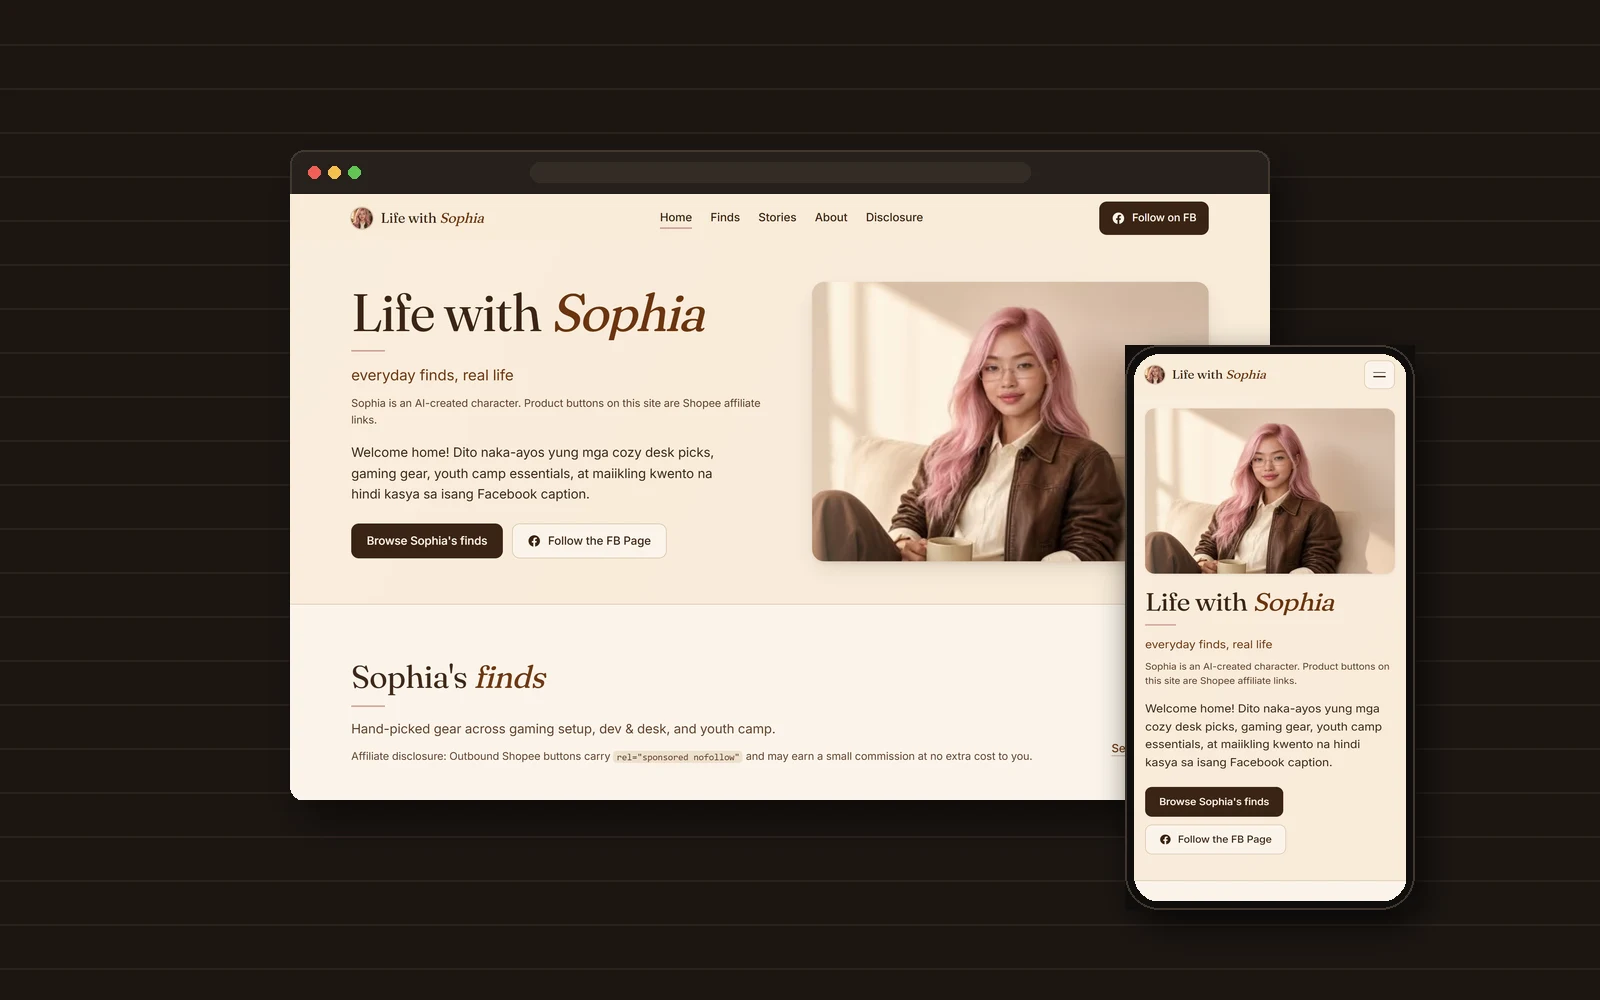 Life with Sophia
Home Finds Stories About Disclosure
Follow on FB
Life with Sophia
everyday finds, real life
Sophia is an AI-created character. Product buttons on this site are Shopee affiliate
links.
Welcome home! Dito naka-ayos yung mga cozy desk picks,
gaming gear, youth camp essentials, at maiikling kwento na
hindi kasya sa isang Facebook caption.
Browse Sophia's finds
Follow the FB Page
Sophia's finds
Hand-picked gear across gaming setup, dev & desk, and youth camp.
Affiliate disclosure: Outbound Shopee buttons carry rel="sponsored nofollow" and may earn a small commission at no extra cost to you.
Se
Life with Sophia
Life with Sophia
everyday finds, real life
Sophia is an AI-created character. Product buttons on
this site are Shopee affiliate links.
Welcome home! Dito naka-ayos yung mga
cozy desk picks, gaming gear, youth camp
essentials, at maiikling kwento na hindi
kasya sa isang Facebook caption.
Browse Sophia's finds
Follow the FB Page